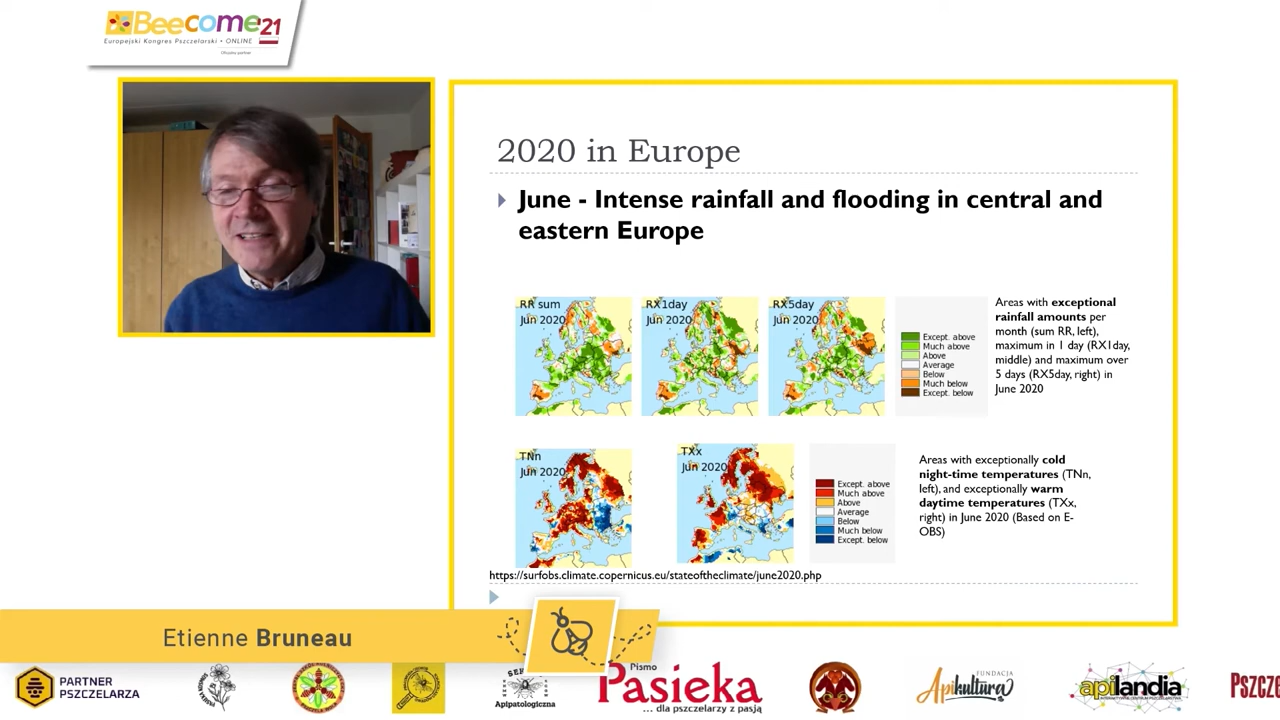 Beecome'21
Europejski Kongres Pszczelarski • ONLINE
2020 in Europe
June - Intense rainfall and flooding in central and
eastern Europe
RR sum
Jun 2020
RX1day
Jun 2020
RX5day
Jun 2020
Except. above
Much above
Above
Average
Below
Much below
Except. below
Areas with exceptional
rainfall amounts per
month (sum RR, left),
maximum in 1 day (RX1day,
middle) and maximum over
5 days (RX5day, right) in
June 2020
TNn
Jun 2020
TXx
Jun 2020
Except. above
Much above
Above
Average
Below
Much below
Except. below
Areas with exceptionally cold
night-time temperatures (TNn,
left), and exceptionally warm
daytime temperatures (TXx,
right) in June 2020 (Based on E-
OBS)
https://surfobs.climate.copernicus.eu/stateoftheclimate/june2020.php
Etienne Bruneau
PARTNER
PSZCZELARZA
Apipatologiczna
Pismo
Pasieka
... dla pszczelarzy z pasją
FUNDACJA
Apikultura
apilandia
PSZCZE